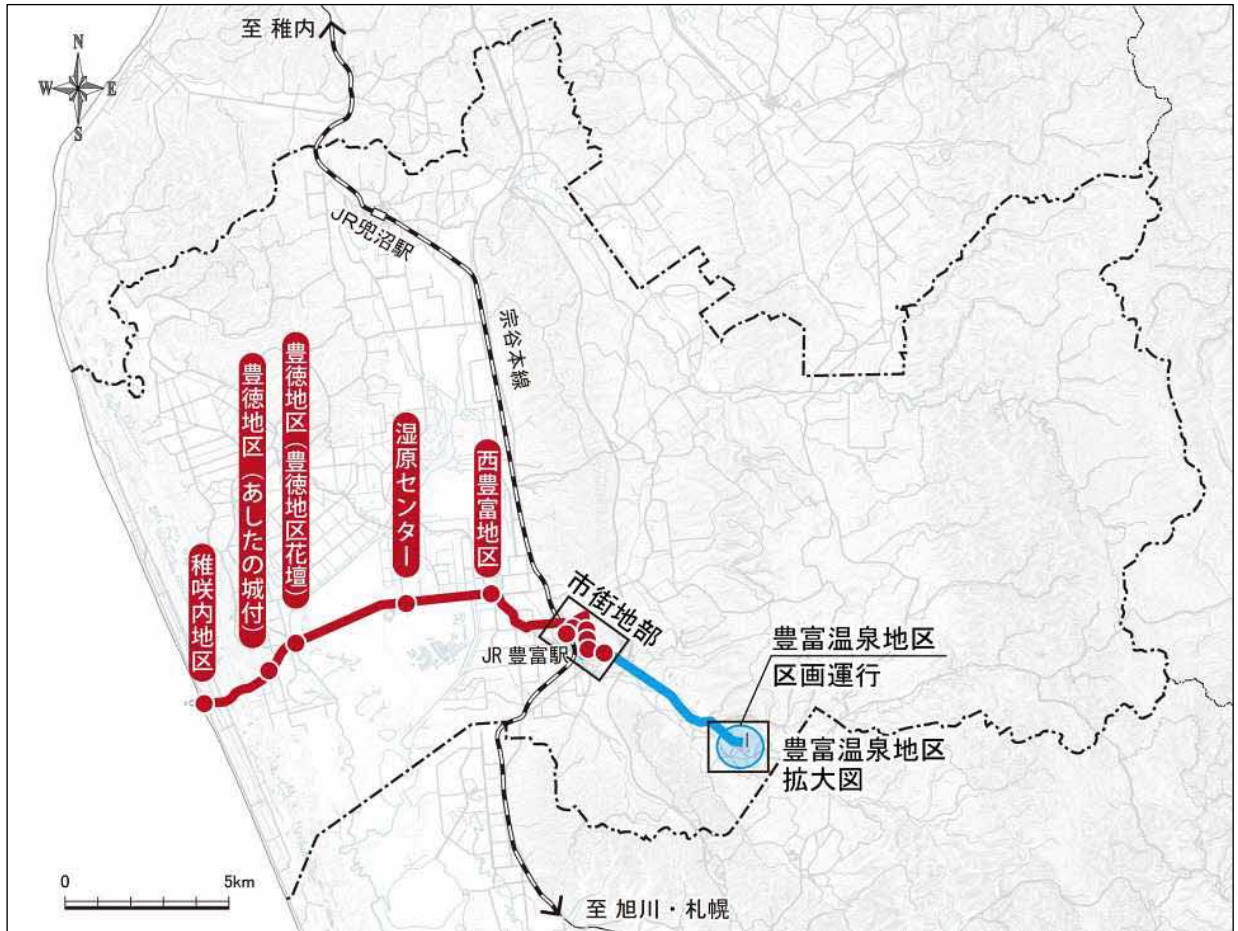 至 稚内
N
W
E
S
JR兜沼駅
宗谷本線
豊徳地区（豊徳地区花壇）
豊徳地区（あしたの城付）
湿原センター
西豊富地区
稚咲内地区
市街地部
JR 豊富駅
豊富温泉地区
区画運行
豊富温泉地区
拡大図
0
5km
至 旭川・札幌